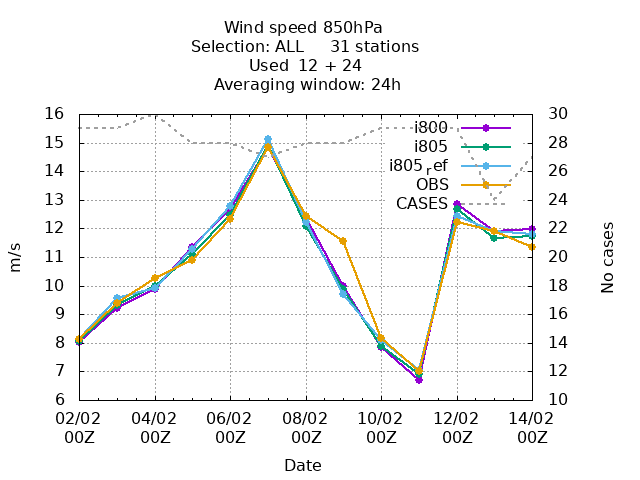 Wind speed 850hPa
Selection: ALL 31 stations
Used 12 + 24
Averaging window: 24h
16 30
15 28
14 26
13 24
12 22
11 20
10 18
9 16
8 14
7 12
6 10
i800
i805
i805ref
OBS
CASES
m/s
No cases
02/02 04/02 06/02 08/02 10/02 12/02 14/02
00Z 00Z 00Z 00Z 00Z 00Z 00Z
Date